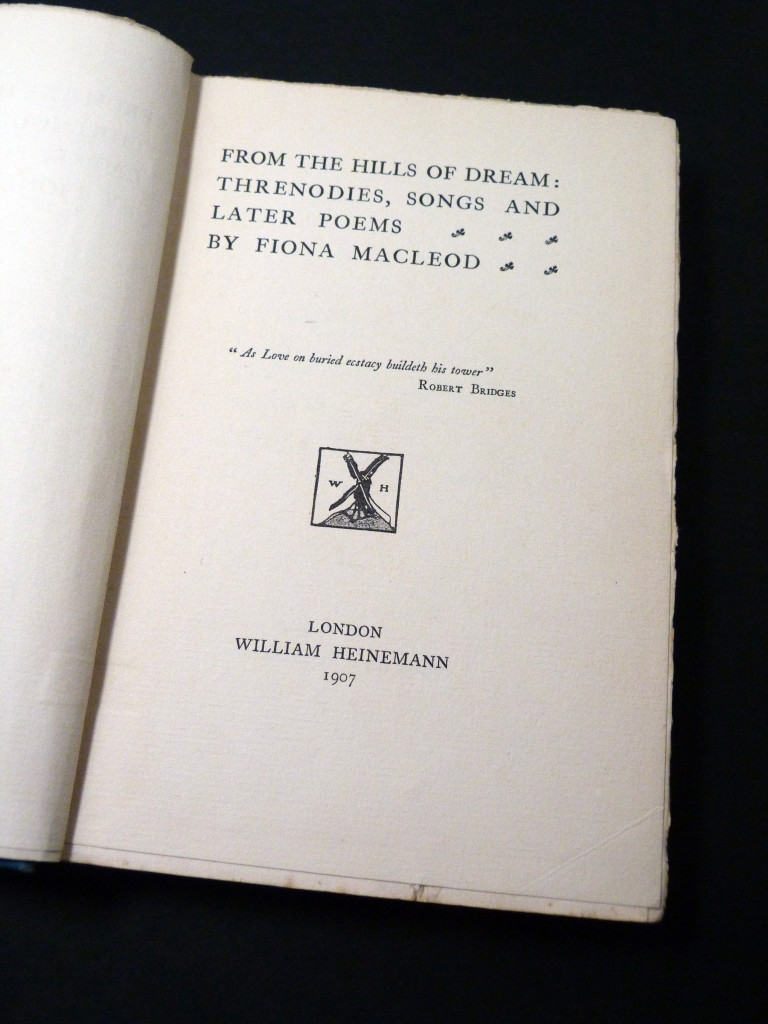 FROM THE HILLS OF DREAM:
THRENODIES, SONGS AND
LATER POEMS
BY FIONA MACLEOD
"As Love on buried ecstacy buildeth his tower"
ROBERT BRIDGES
W H
LONDON
WILLIAM HEINEMANN
1907